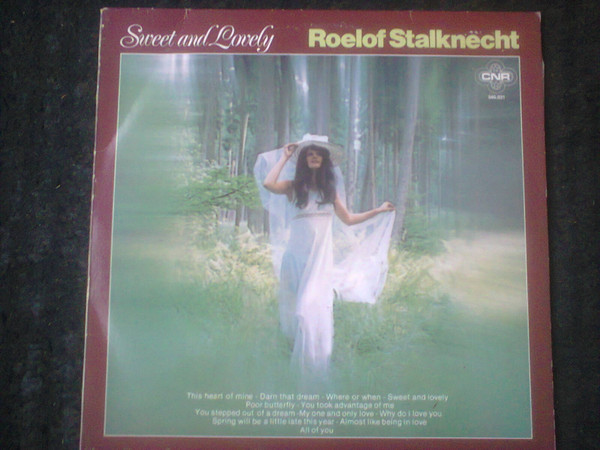 Sweet and Lovely
Roelof Stalknecht
CNR
This heart of mine - Darn that dream - Where or when - Sweet and lovely
Poor butterfly - You took advantage of me
You stepped out of a dream - My one and only love - Why do I love you
Spring will be a little late this year - Almost like being in love
All of you